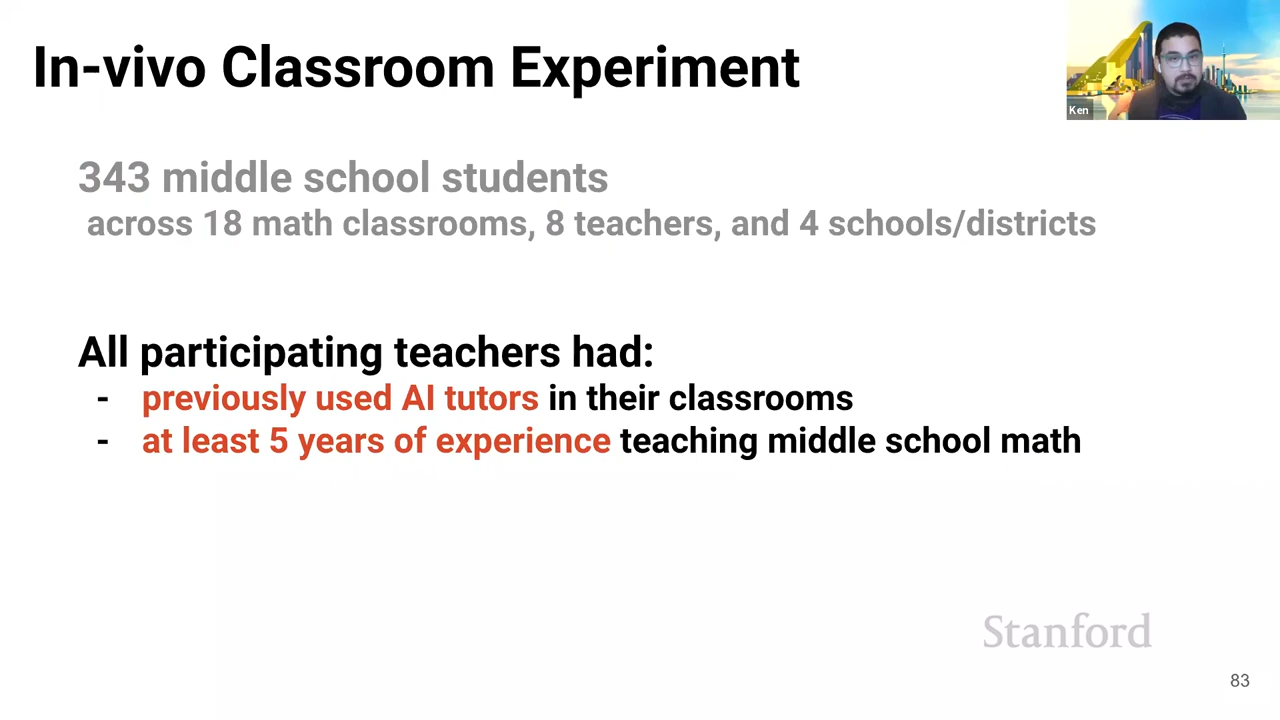 In-vivo Classroom Experiment
Ken
343 middle school students
across 18 math classrooms, 8 teachers, and 4 schools/districts
All participating teachers had:
- previously used AI tutors in their classrooms
- at least 5 years of experience teaching middle school math
Stanford
83